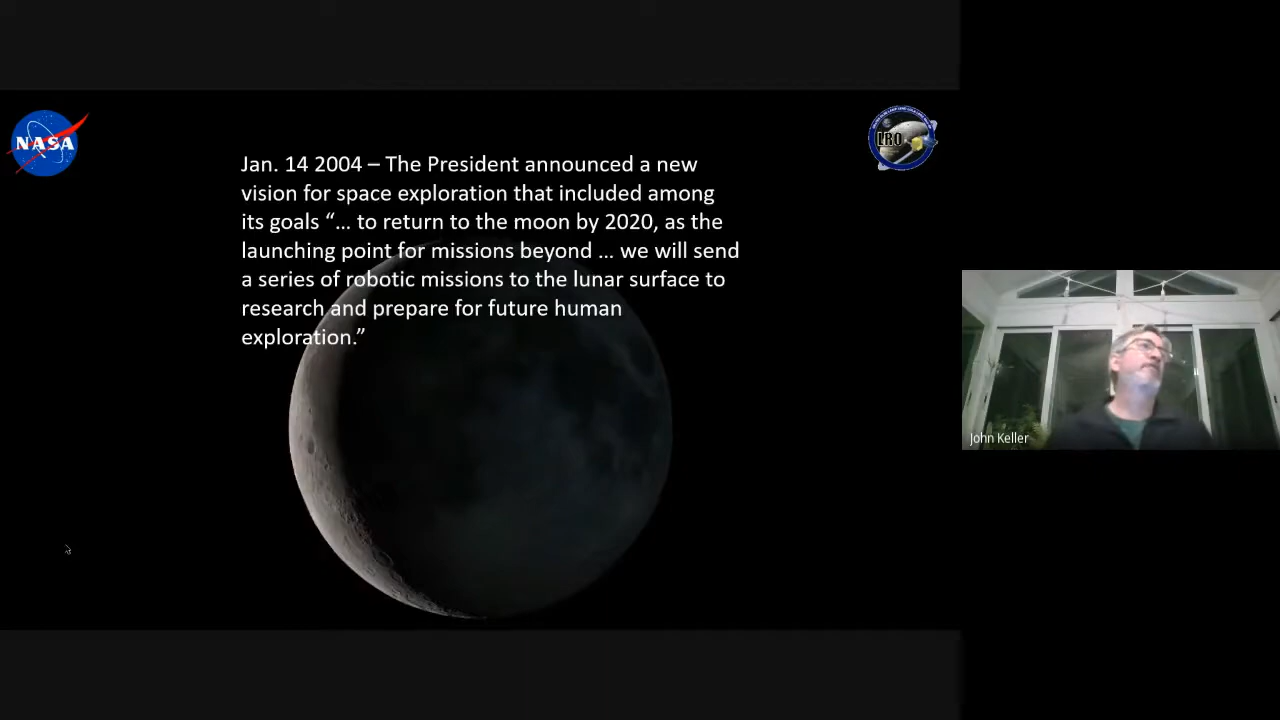 NASA
LRO
Jan. 14 2004 – The President announced a new
vision for space exploration that included among
its goals “… to return to the moon by 2020, as the
launching point for missions beyond … we will send
a series of robotic missions to the lunar surface to
research and prepare for future human
exploration.”
John Keller